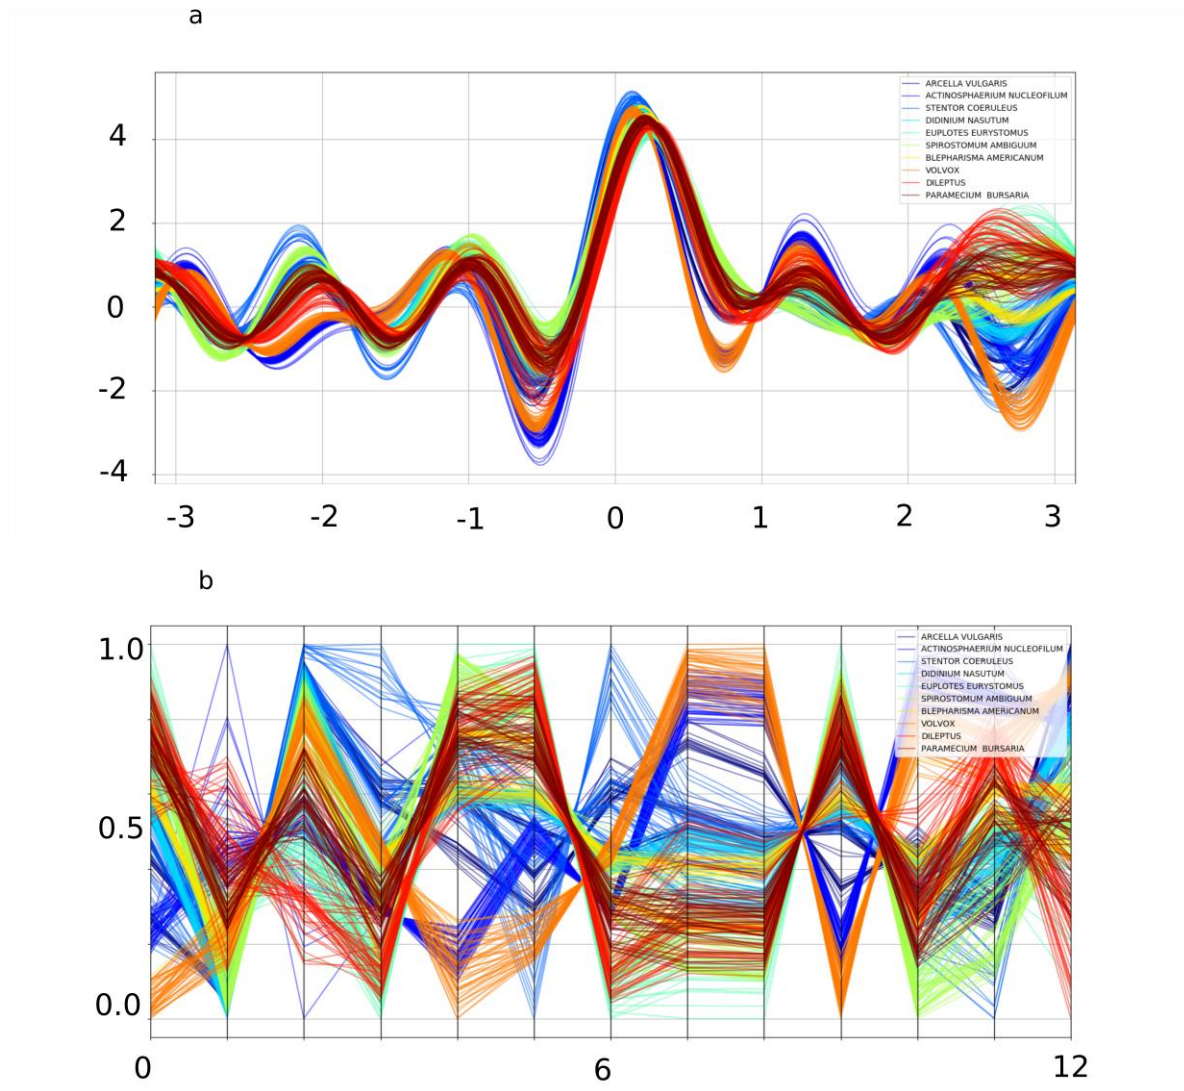 a
4
2
0
-2
-4
ARCELLA VULGARIS
ACTINOSPHAERIUM NUCLEOFILUM
STENTOR COERULEUS
DIDINIUM NASUTUM
EUPLOTES EURYSTOMUS
SPIROSTOMUM AMBIGUUM
BLEPHARISMA AMERICANUM
VOLVOX
DILEPTUS
PARAMECIUM BURSARIA
-3 -2 -1 0 1 2 3
b
1.0
0.5
0.0
ARCELLA VULGARIS
ACTINOSPHAERIUM NUCLEOFILUM
STENTOR COERULEUS
DIDINIUM NASUTUM
EUPLOTES EURYSTOMUS
SPIROSTOMUM AMBIGUUM
BLEPHARISMA AMERICANUM
VOLVOX
DILEPTUS
PARAMECIUM BURSARIA
0 6 12